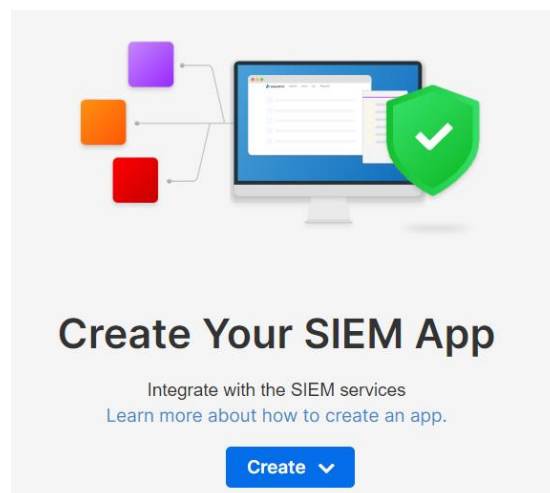 Create Your SIEM App
Integrate with the SIEM services
Learn more about how to create an app.
Create